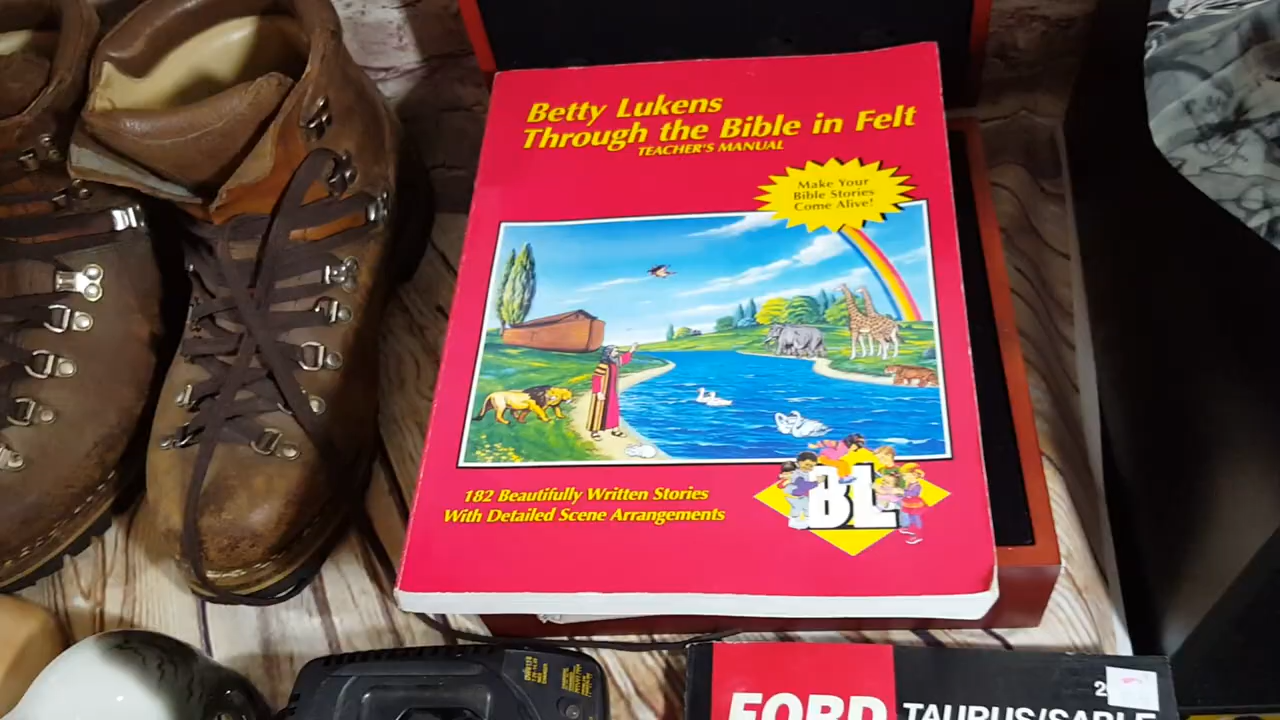 Betty Lukens
Through the Bible in Felt
TEACHER'S MANUAL
Make Your
Bible Stories
Come Alive!
182 Beautifully Written Stories
With Detailed Scene Arrangements
BL
FORD
TAURUS/SABLE